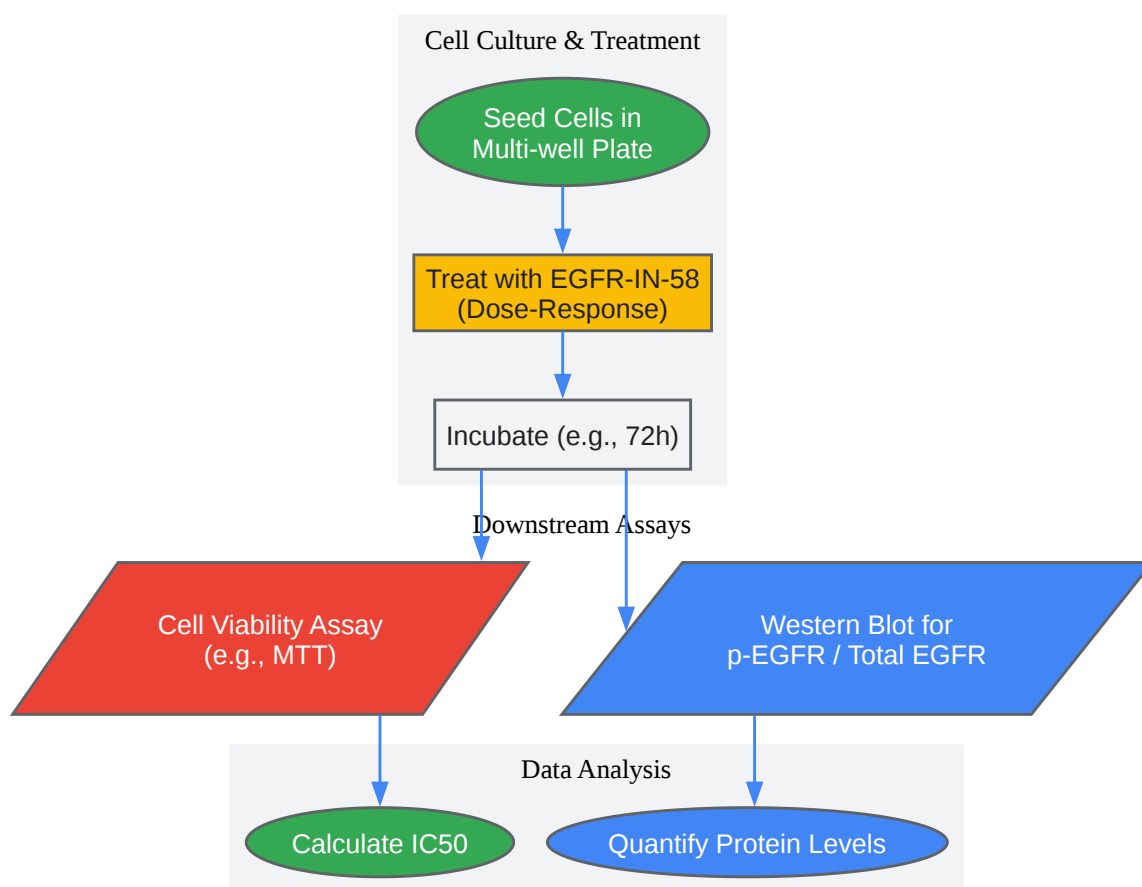 Cell Culture & Treatment
Seed Cells in
Multi-well Plate
Treat with EGFR-IN-58
(Dose-Response)
Incubate (e.g., 72h)
Downstream Assays
Cell Viability Assay
(e.g., MTT)
Western Blot for
p-EGFR / Total EGFR
Data Analysis
Calculate IC50
Quantify Protein Levels